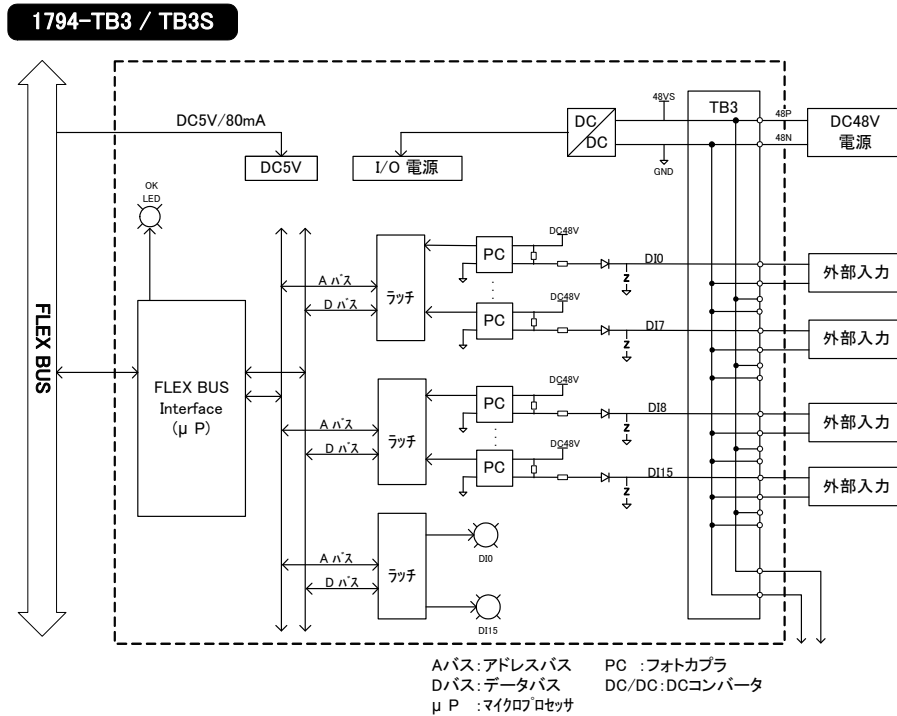 1794-TB3 / TB3S
48VS
TB3
48P
DC5V/80mA
DC
DC
DC48V
電源
48N
GND
DC5V
I/O 電源
OK
LED
DC48V
PC
ラッチ
DI0
外部入力
A バス
D バス
DC48V
PC
DI7
外部入力
FLEX BUS
FLEX BUS
Interface
(μ P)
DC48V
PC
ラッチ
DI8
外部入力
A バス
D バス
DC48V
PC
DI15
外部入力
A バス
ラッチ
D バス
DI0
DI15
Aバス:アドレスバス PC :フォトカプラ
Dバス:データバス DC/DC:DCコンバータ
μ P :マイクロプロセッサ